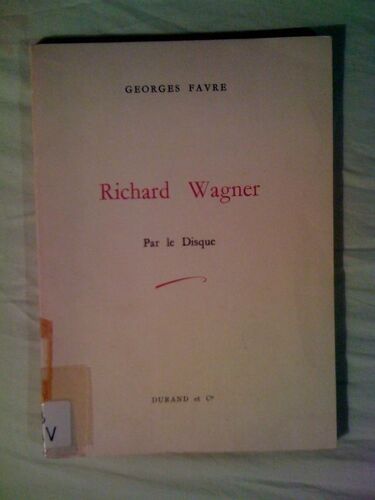 GEORGES FAVRE
Richard Wagner
Par le Disque
DURAND et Cie
V